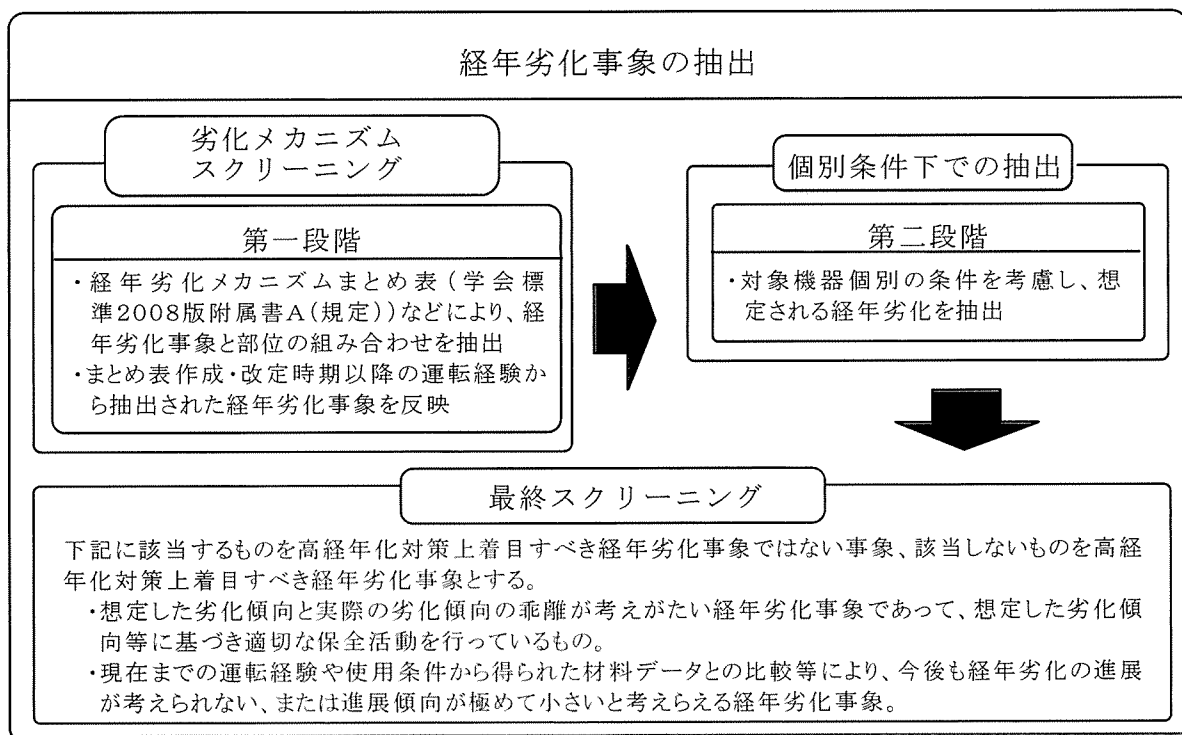 経年劣化事象の抽出
劣化メカニズム
スクリーニング
第一段階
・経年劣化メカニズムまとめ表(学会標
準2008版附属書A(規定))などにより、経
年劣化事象と部位の組み合わせを抽出
・まとめ表作成・改定時期以降の運転経験か
ら抽出された経年劣化事象を反映
個別条件下での抽出
第二段階
・対象機器個別の条件を考慮し、想
定される経年劣化を抽出
最終スクリーニング
下記に該当するものを高経年化対策上着目すべき経年劣化事象ではない事象、該当しないものを高経
年化対策上着目すべき経年劣化事象とする。
・想定した劣化傾向と実際の劣化傾向の乖離が考えがたい経年劣化事象であって、想定した劣化傾
向等に基づき適切な保全活動を行っているもの。
・現在までの運転経験や使用条件から得られた材料データとの比較等により、今後も経年劣化の進展
が考えられない、または進展傾向が極めて小さいと考えらえる経年劣化事象。